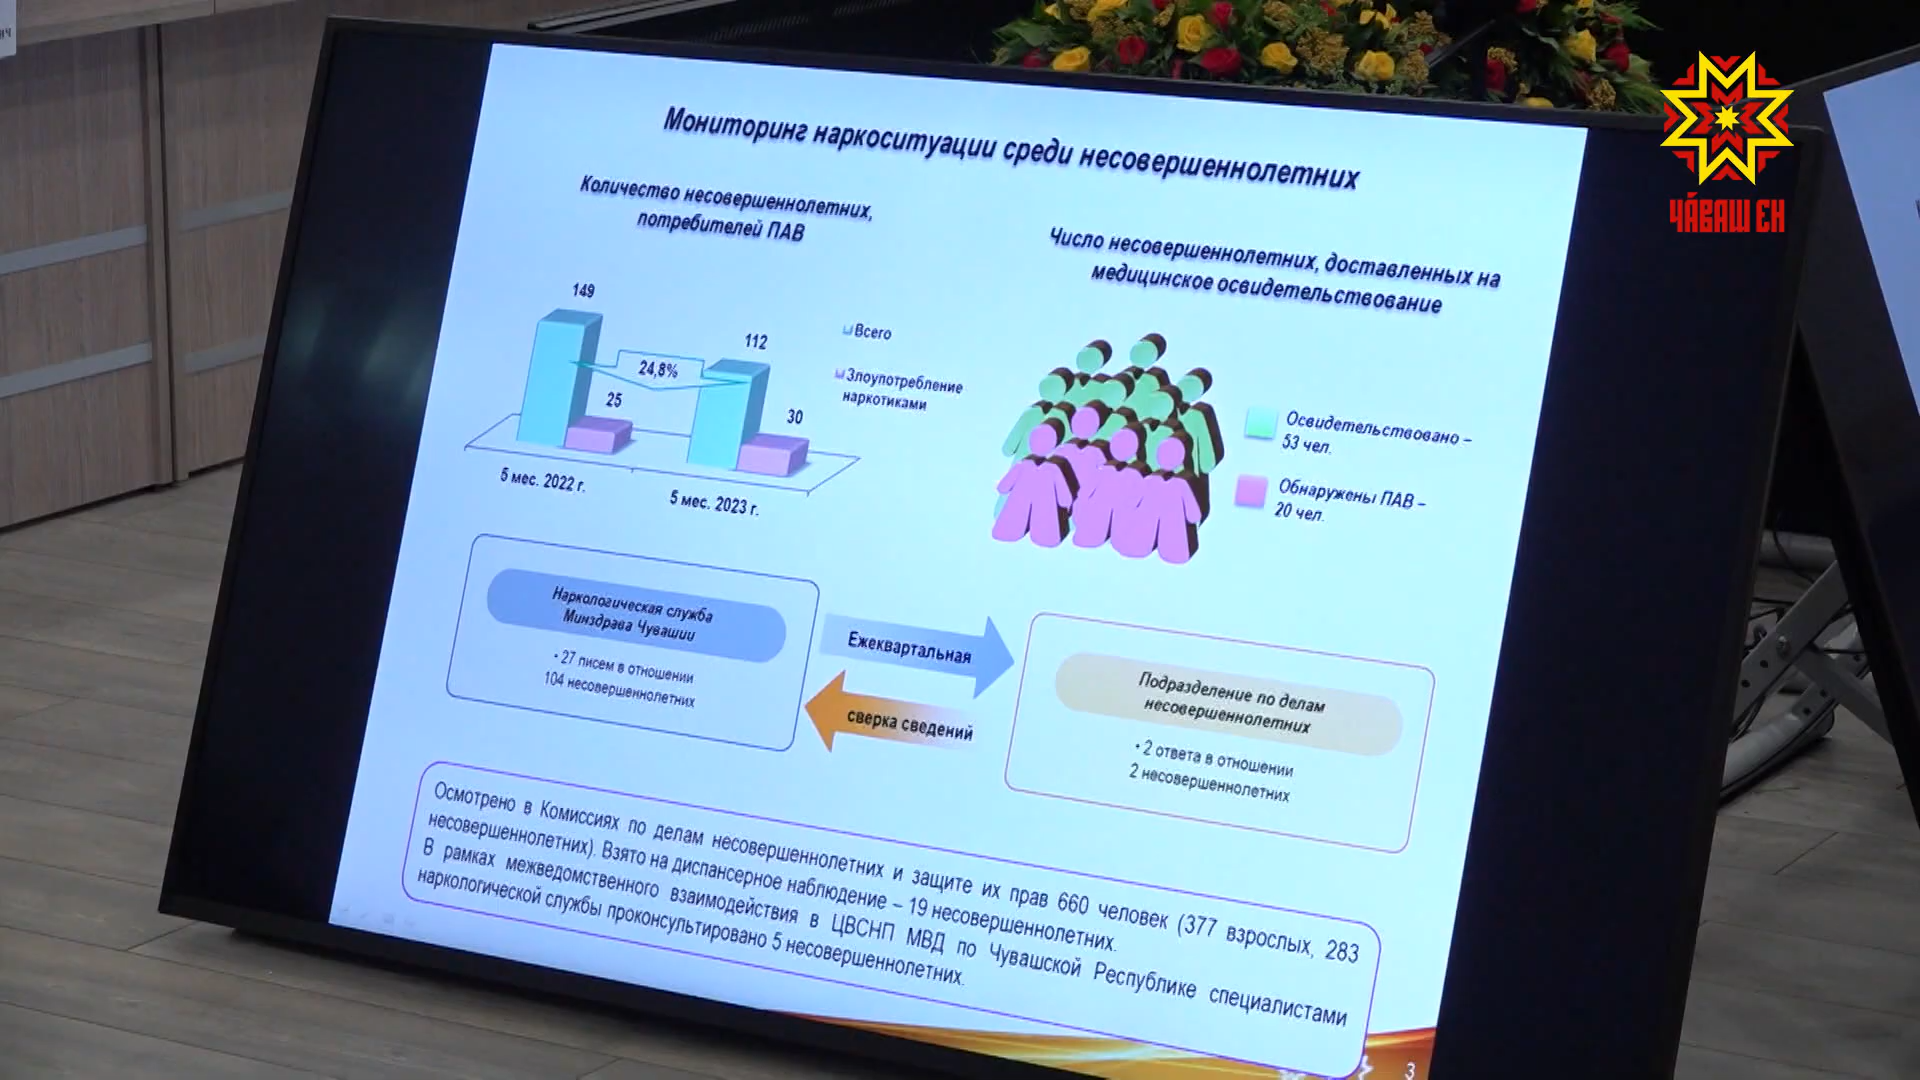 ич
ЧӐВАШ ЕН
Мониторинг наркоситуации среди несовершеннолетних
Количество несовершеннолетних,
потребителей ПАВ
149
24,8%
25
112
30
Всего
Злоупотребление
наркотиками
5 мес. 2022 г.
5 мес. 2023 г.
Число несовершеннолетних, доставленных на
медицинское освидетельствование
Освидетельствовано –
53 чел.
Обнаружены ПАВ –
20 чел.
Наркологическая служба
Минздрава Чувашии
• 27 писем в отношении
104 несовершеннолетних
Ежеквартальная
сверка сведений
Подразделение по делам
несовершеннолетних
• 2 ответа в отношении
2 несовершеннолетних
Осмотрено в Комиссиях по делам несовершеннолетних и защите их прав 660 человек (377 взрослых, 283
несовершеннолетних). Взято на диспансерное наблюдение – 19 несовершеннолетних.
В рамках межведомственного взаимодействия в ЦВСНП МВД по Чувашской Республике специалистами
наркологической службы проконсультировано 5 несовершеннолетних.
3